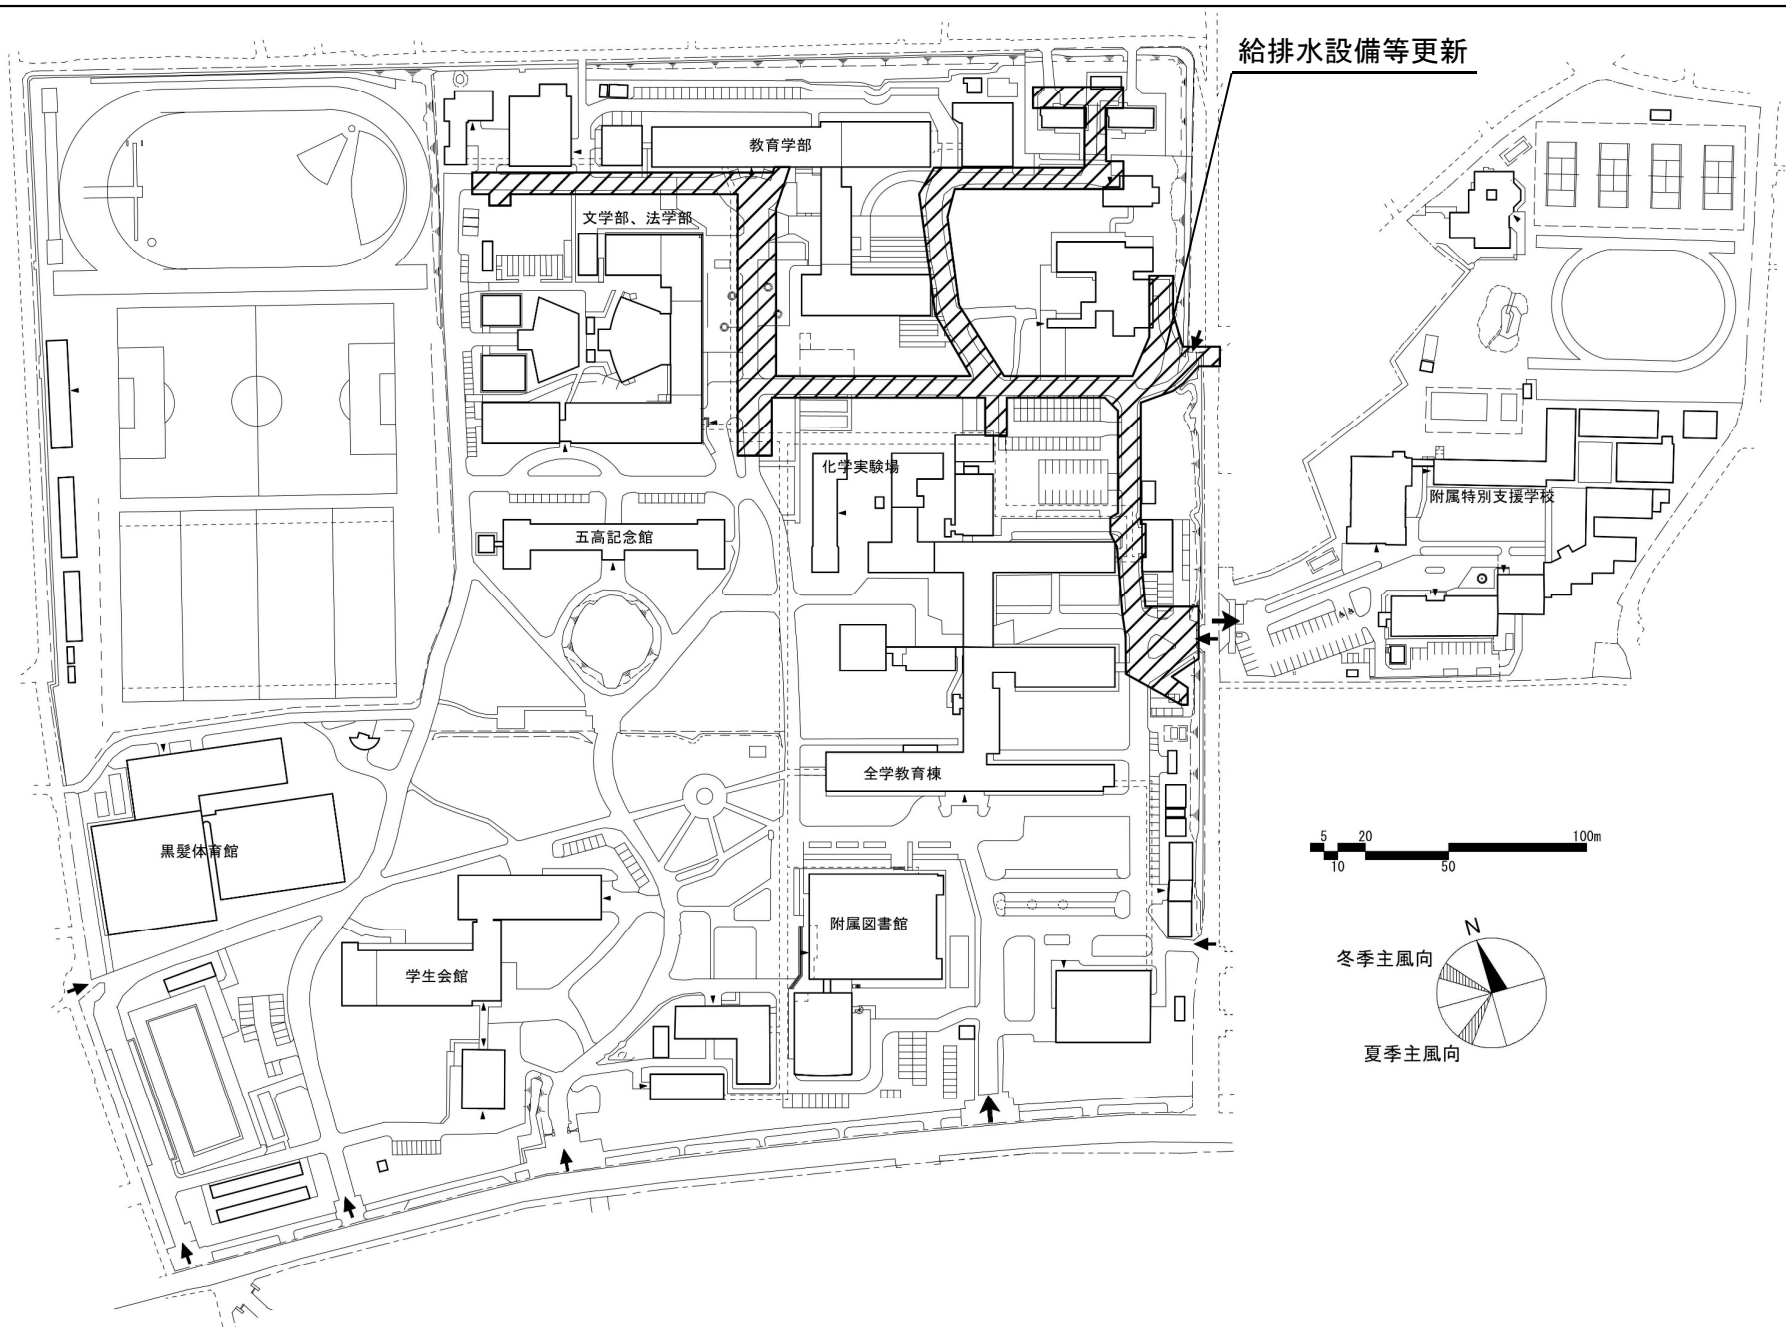 給排水設備等更新
教育学部
文学部、法学部
化学実験場
附属特別支援学校
五高記念館
全学教育棟
黒髪体育館
附属図書館
学生会館
5 20 100m
10 50
N
冬季主風向
夏季主風向